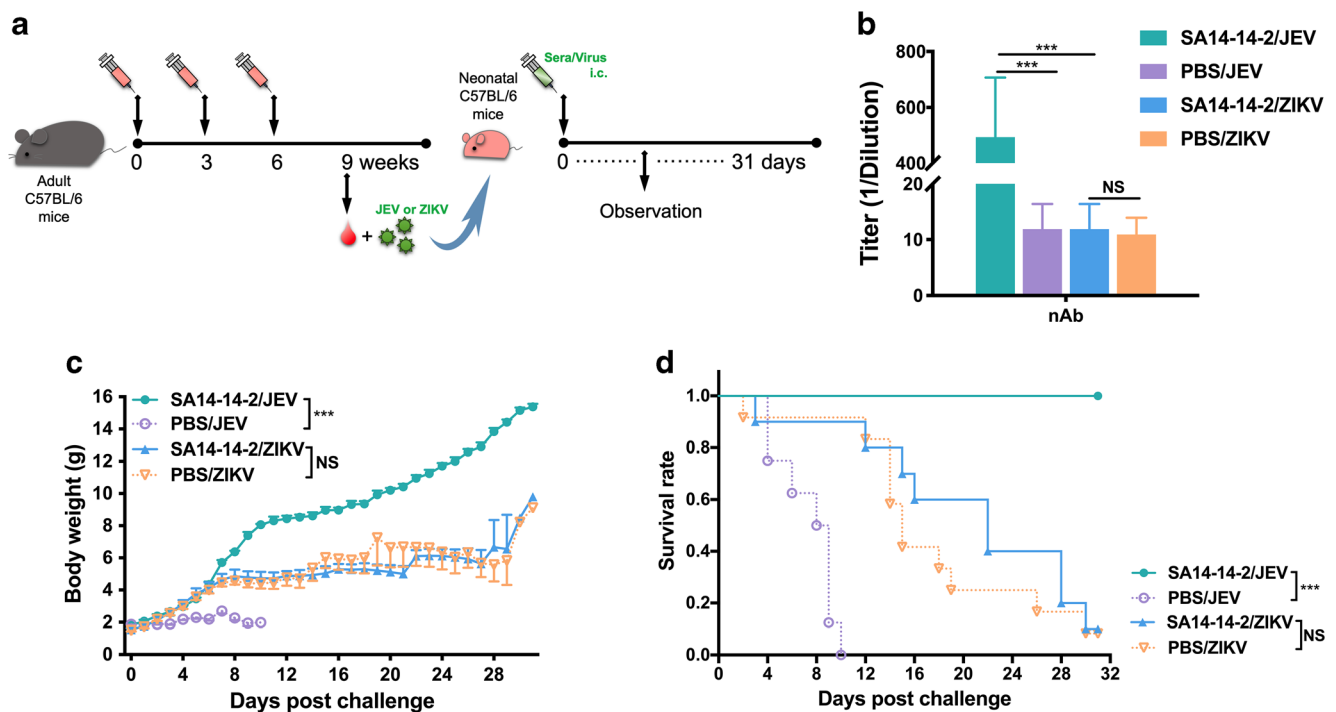 a
Adult
C57BL/6
mice
0
3
6
9 weeks
JEV or ZIKV
+
Neonatal
C57BL/6
mice
Sera/Virus
i.c.
0
31 days
Observation
b
Titer (1/Dilution)
800
600
400
20
10
0
***
***
NS
nAb
SA14-14-2/JEV
PBS/JEV
SA14-14-2/ZIKV
PBS/ZIKV
c
Body weight (g)
16
14
12
10
8
6
4
2
0
SA14-14-2/JEV
PBS/JEV
***
SA14-14-2/ZIKV
PBS/ZIKV
NS
0 4 8 12 16 20 24 28
Days post challenge
d
Survival rate
1.0
0.8
0.6
0.4
0.2
0.0
0 4 8 12 16 20 24 28 32
Days post challenge
SA14-14-2/JEV
PBS/JEV
***
SA14-14-2/ZIKV
PBS/ZIKV
NS